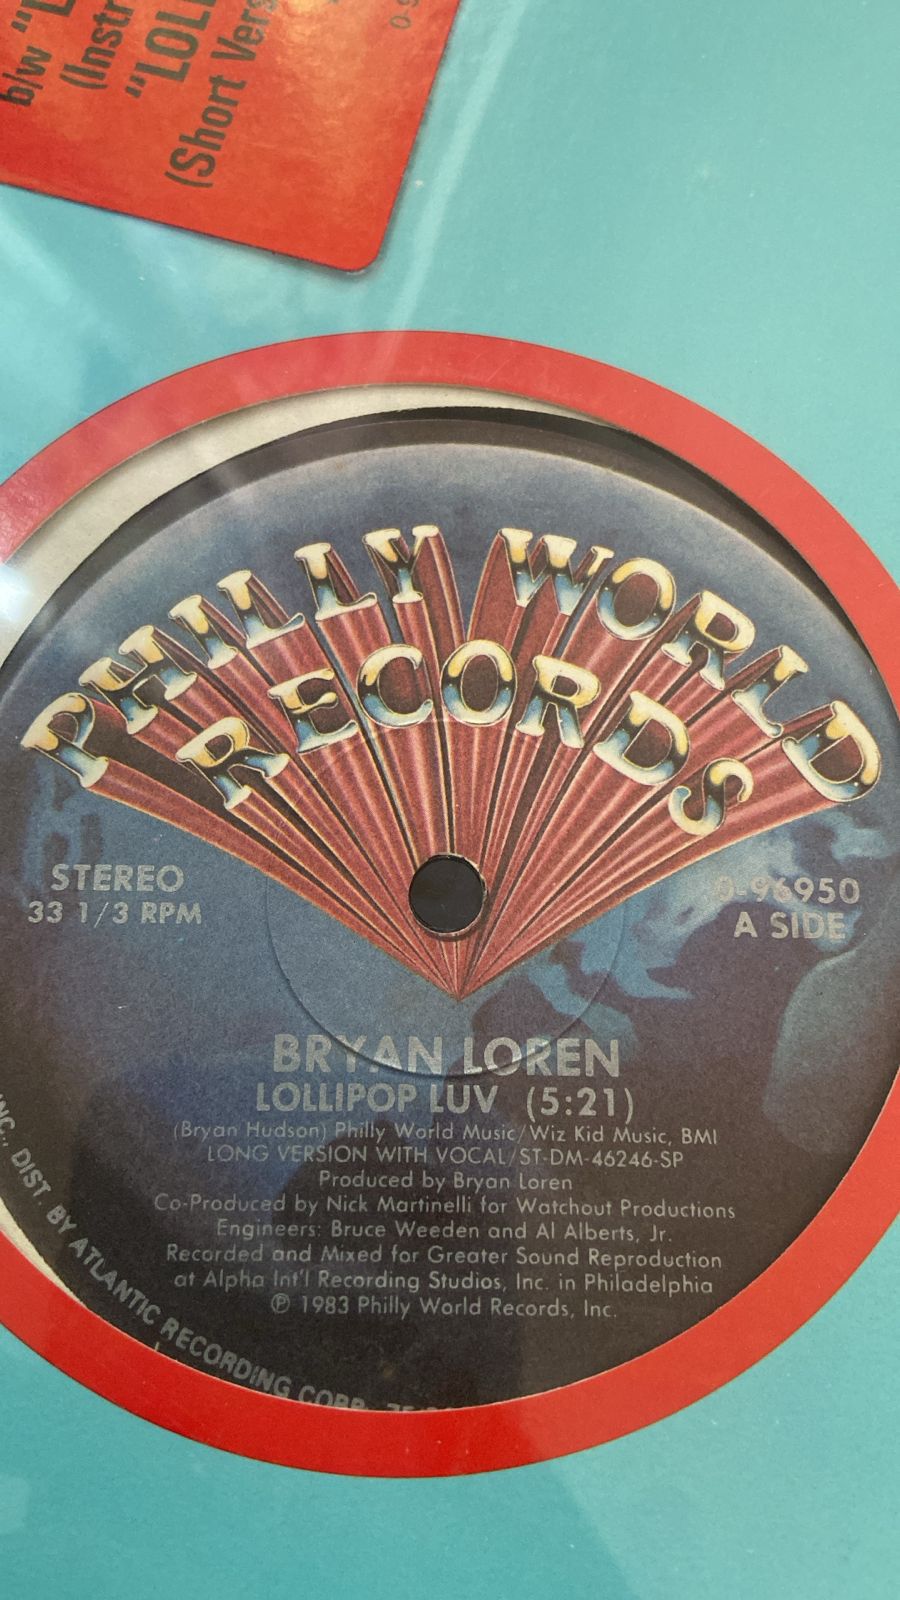 b/w "L
(Instr
"LOLL
(Short Vers
0-9
PHILLY WORLD
RECORDS
STEREO
33 1/3 RPM
0-96950
A SIDE
BRYAN LOREN
LOLLIPOP LUV (5:21)
(Bryan Hudson) Philly World Music/Wiz Kid Music, BMI
LONG VERSION WITH VOCAL/ST-DM-46246-SP
Produced by Bryan Loren
Co-Produced by Nick Martinelli for Watchout Productions
Engineers: Bruce Weeden and Al Alberts, Jr.
Recorded and Mixed for Greater Sound Reproduction
at Alpha Int'l Recording Studios, Inc. in Philadelphia
℗ 1983 Philly World Records, Inc.
INC., DIST. BY ATLANTIC RECORDING CORP.